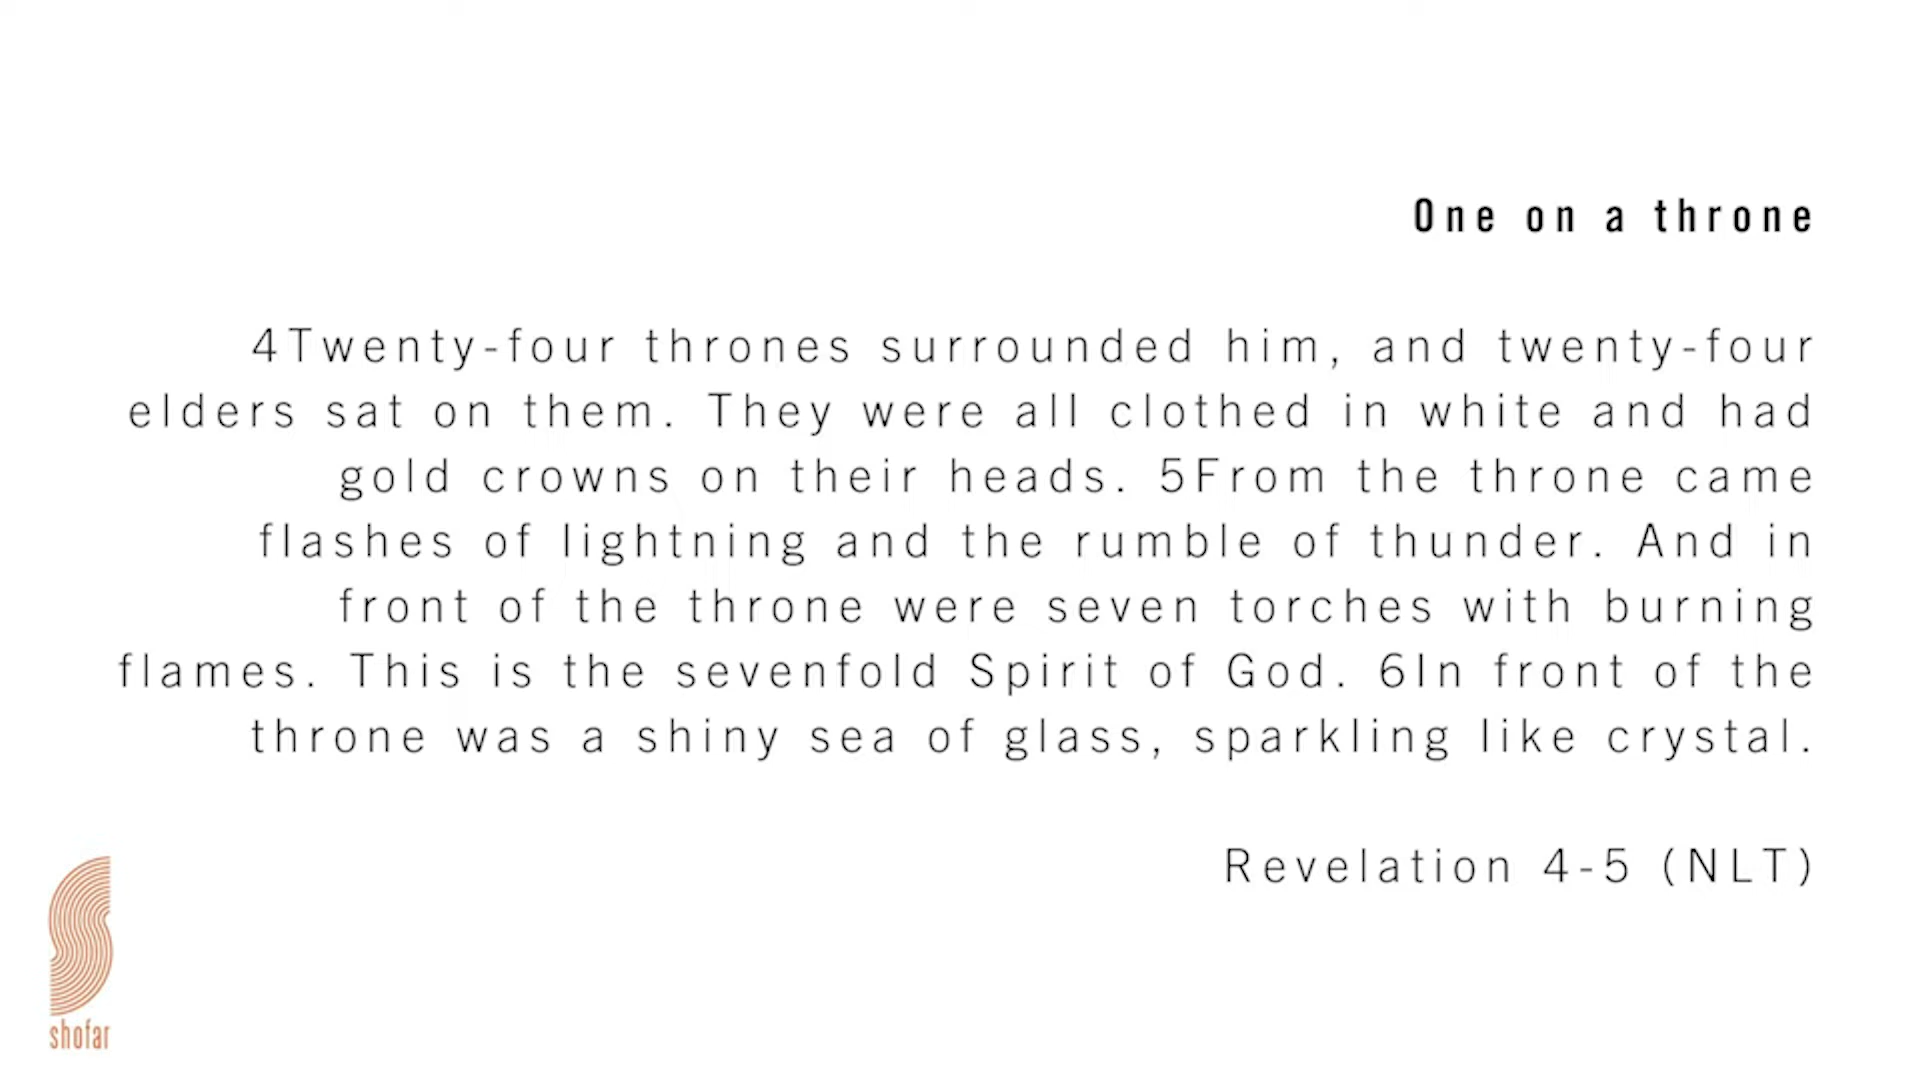 One on a throne
4Twenty-four thrones surrounded him, and twenty-four
elders sat on them. They were all clothed in white and had
gold crowns on their heads. 5From the throne came
flashes of lightning and the rumble of thunder. And in
front of the throne were seven torches with burning
flames. This is the sevenfold Spirit of God. 6In front of the
throne was a shiny sea of glass, sparkling like crystal.
Revelation 4-5 (NLT)
shofar